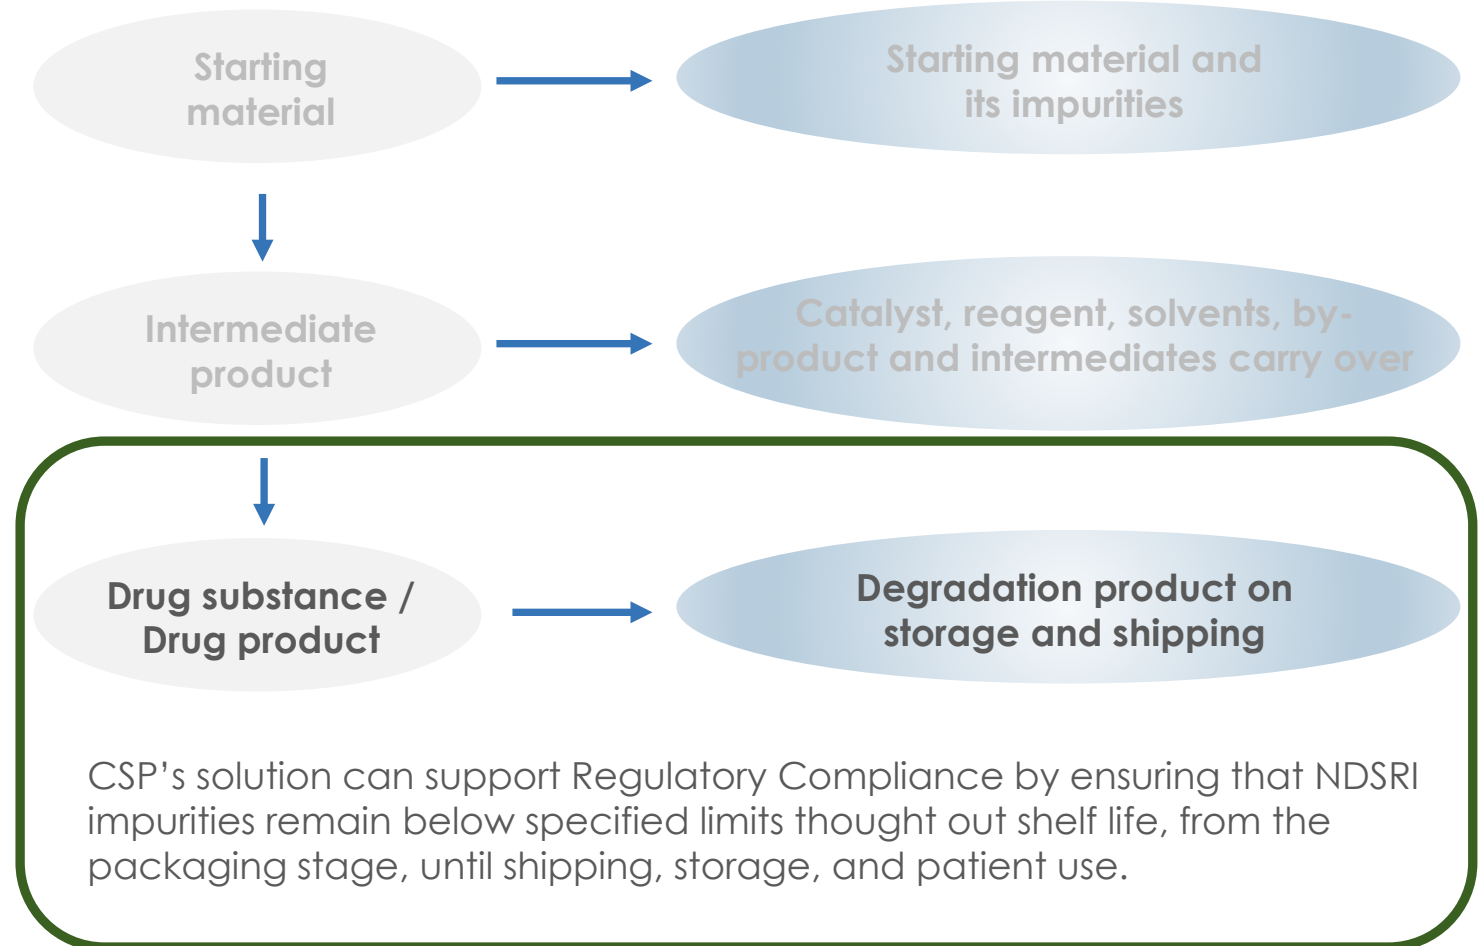 Starting
material
Starting material and
its impurities
Intermediate
product
Catalyst, reagent, solvents, by-
product and intermediates carry over
Drug substance /
Drug product
Degradation product on
storage and shipping
CSP’s solution can support Regulatory Compliance by ensuring that NDSRI
impurities remain below specified limits thought out shelf life, from the
packaging stage, until shipping, storage, and patient use.